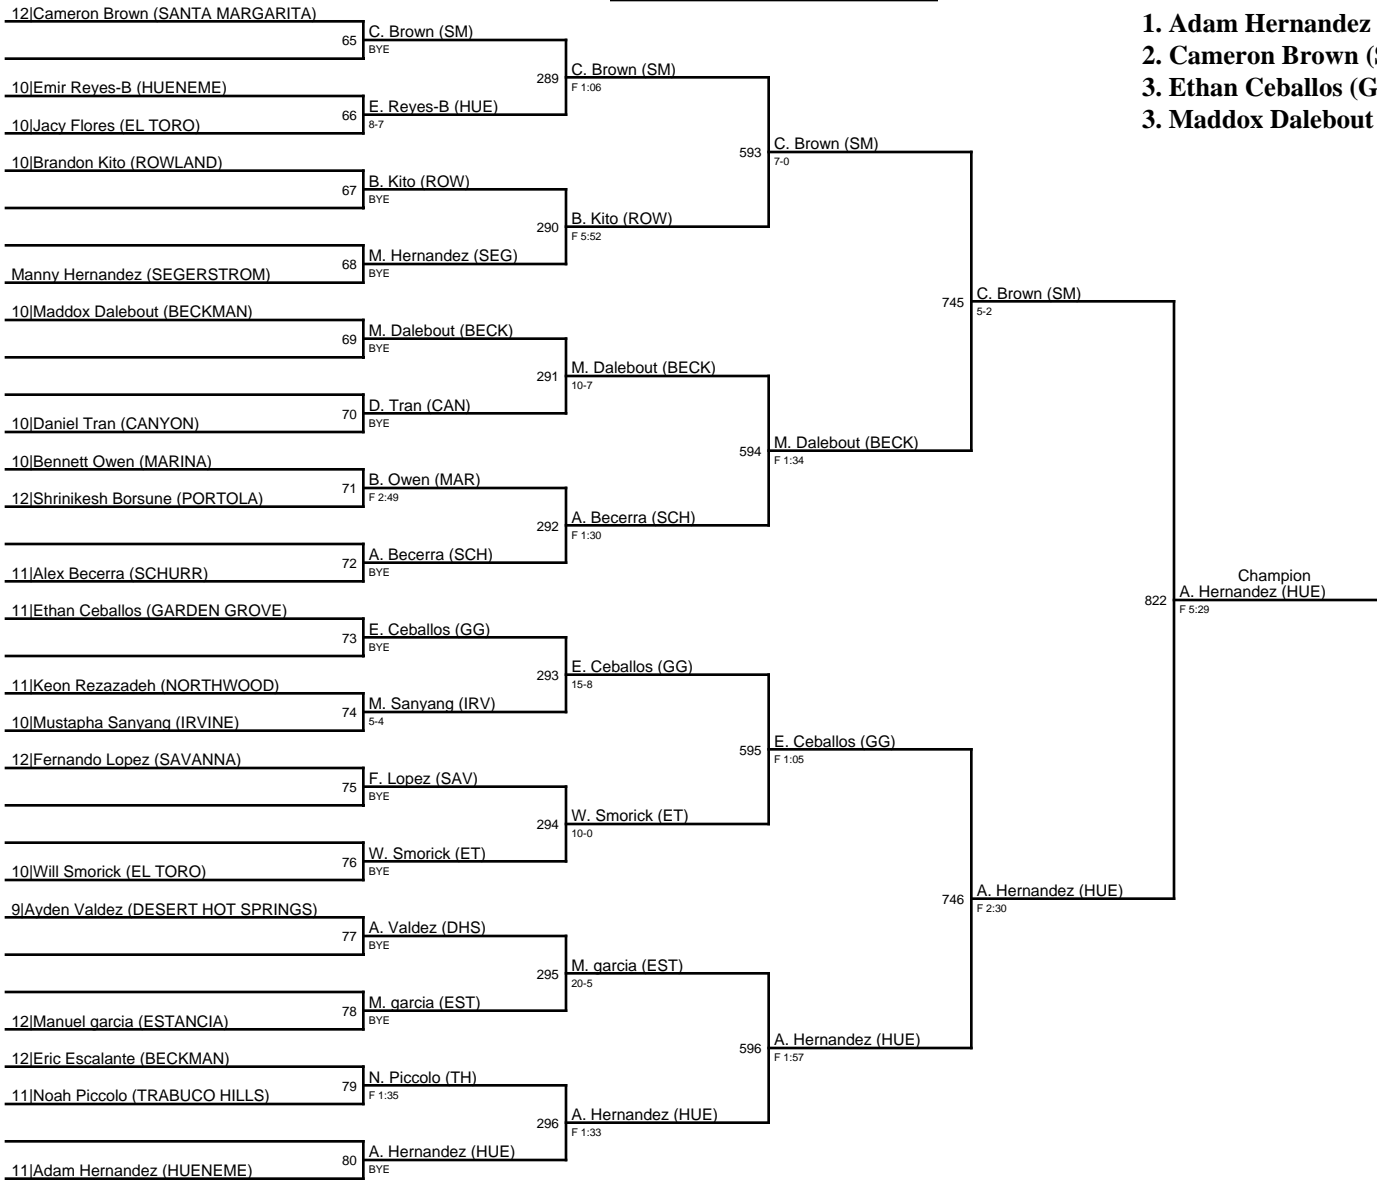 12|Cameron Brown (SANTA MARGARITA)
65
C. Brown (SM)
BYE
289
C. Brown (SM)
F 1:06
10|Emir Reyes-B (HUENEME)
66
E. Reyes-B (HUE)
8-7
10|Jacy Flores (EL TORO)
593
C. Brown (SM)
7-0
10|Brandon Kito (ROWLAND)
67
B. Kito (ROW)
BYE
290
B. Kito (ROW)
F 5:52
68
M. Hernandez (SEG)
BYE
Manny Hernandez (SEGERSTROM)
745
C. Brown (SM)
5-2
10|Maddox Dalebout (BECKMAN)
69
M. Dalebout (BECK)
BYE
291
M. Dalebout (BECK)
10-7
70
D. Tran (CAN)
BYE
10|Daniel Tran (CANYON)
594
M. Dalebout (BECK)
F 1:34
10|Bennett Owen (MARINA)
71
B. Owen (MAR)
F 2:49
12|Shrinikesh Borsune (PORTOLA)
292
A. Becerra (SCH)
F 1:30
72
A. Becerra (SCH)
BYE
11|Alex Becerra (SCHURR)
822
Champion
A. Hernandez (HUE)
F 5:29
11|Ethan Ceballos (GARDEN GROVE)
73
E. Ceballos (GG)
BYE
293
E. Ceballos (GG)
15-8
11|Keon Rezazadeh (NORTHWOOD)
74
M. Sanyang (IRV)
5-4
10|Mustapha Sanyang (IRVINE)
595
E. Ceballos (GG)
F 1:05
12|Fernando Lopez (SAVANNA)
75
F. Lopez (SAV)
BYE
294
W. Smorick (ET)
10-0
76
W. Smorick (ET)
BYE
10|Will Smorick (EL TORO)
746
A. Hernandez (HUE)
F 2:30
9|Ayden Valdez (DESERT HOT SPRINGS)
77
A. Valdez (DHS)
BYE
295
M. garcia (EST)
20-5
78
M. garcia (EST)
BYE
12|Manuel garcia (ESTANCIA)
596
A. Hernandez (HUE)
F 1:57
12|Eric Escalante (BECKMAN)
79
N. Piccolo (TH)
F 1:35
11|Noah Piccolo (TRABUCO HILLS)
296
A. Hernandez (HUE)
F 1:33
80
A. Hernandez (HUE)
BYE
11|Adam Hernandez (HUENEME)
1. Adam Hernandez
2. Cameron Brown (
3. Ethan Ceballos (G
3. Maddox Dalebout